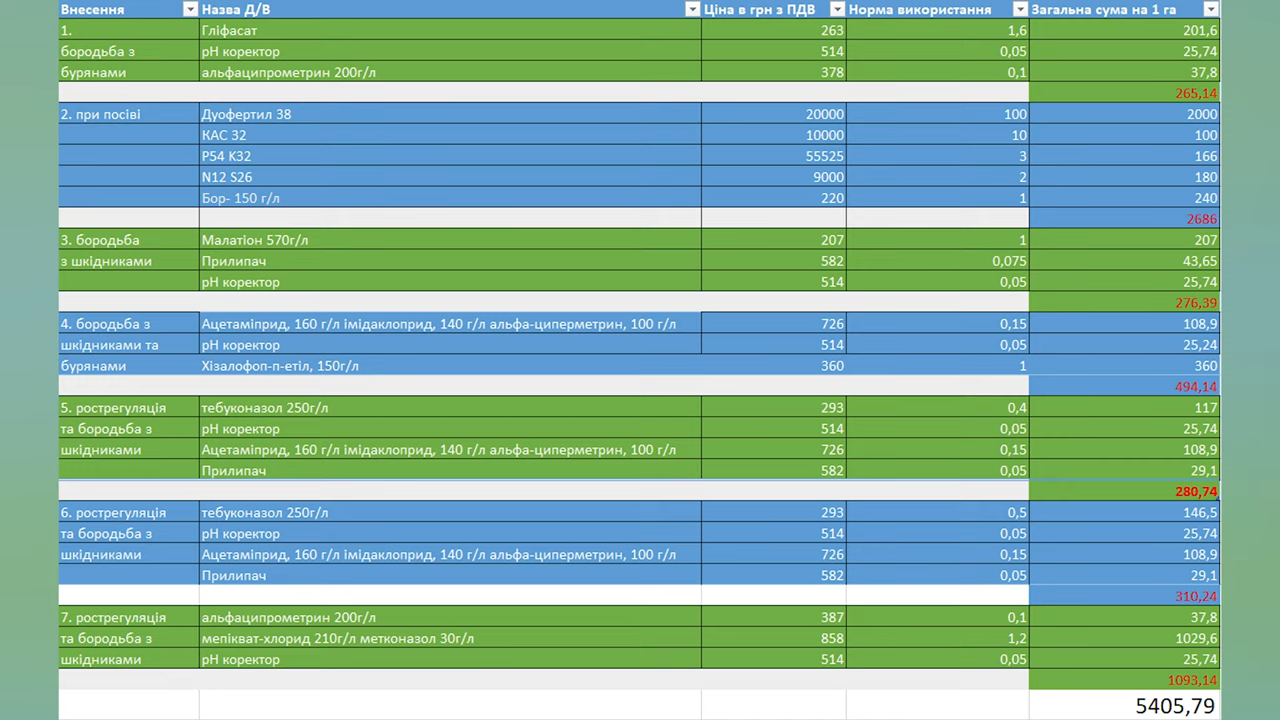 Внесення Назва Д/В Ціна в грн з ПДВ Норма використання Загальна сума на 1 га
1. Гліфасат 263 1,6 201,6
бородьба з рН коректор 514 0,05 25,74
бурянами альфаципрометрин 200г/л 378 0,1 37,8
265,14
2. при посіві Дуофертил 38 20000 100 2000
КАС 32 10000 10 100
Р54 К32 55525 3 166
N12 S26 9000 2 180
Бор- 150 г/л 220 1 240
2686
3. бородьба Малатіон 570г/л 207 1 207
з шкідниками Прилипач 582 0,075 43,65
рН коректор 514 0,05 25,74
276,39
4. бородьба з Ацетаміприд, 160 г/л імідаклоприд, 140 г/л альфа-циперметрин, 100 г/л 726 0,15 108,9
шкідниками та рН коректор 514 0,05 25,24
бурянами Хізалофоп-п-етіл, 150г/л 360 1 360
494,14
5. рострегуляція тебуконазол 250г/л 293 0,4 117
та бородьба з рН коректор 514 0,05 25,74
шкідниками Ацетаміприд, 160 г/л імідаклоприд, 140 г/л альфа-циперметрин, 100 г/л 726 0,15 108,9
Прилипач 582 0,05 29,1
280,74
6. рострегуляція тебуконазол 250г/л 293 0,5 146,5
та бородьба з рН коректор 514 0,05 25,74
шкідниками Ацетаміприд, 160 г/л імідаклоприд, 140 г/л альфа-циперметрин, 100 г/л 726 0,15 108,9
Прилипач 582 0,05 29,1
310,24
7. рострегуляція альфаципрометрин 200г/л 387 0,1 37,8
та бородьба з мепікват-хлорид 210г/л метконазол 30г/л 858 1,2 1029,6
шкідниками рН коректор 514 0,05 25,74
1093,14
5405,79